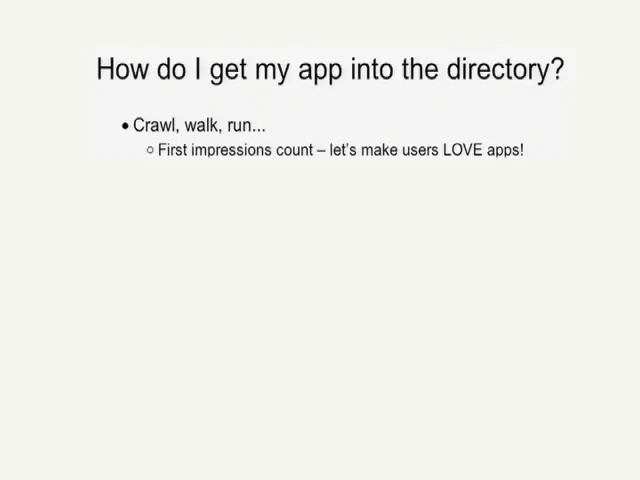 How do I get my app into the directory?
• Crawl, walk, run...
○ First impressions count – let's make users LOVE apps!